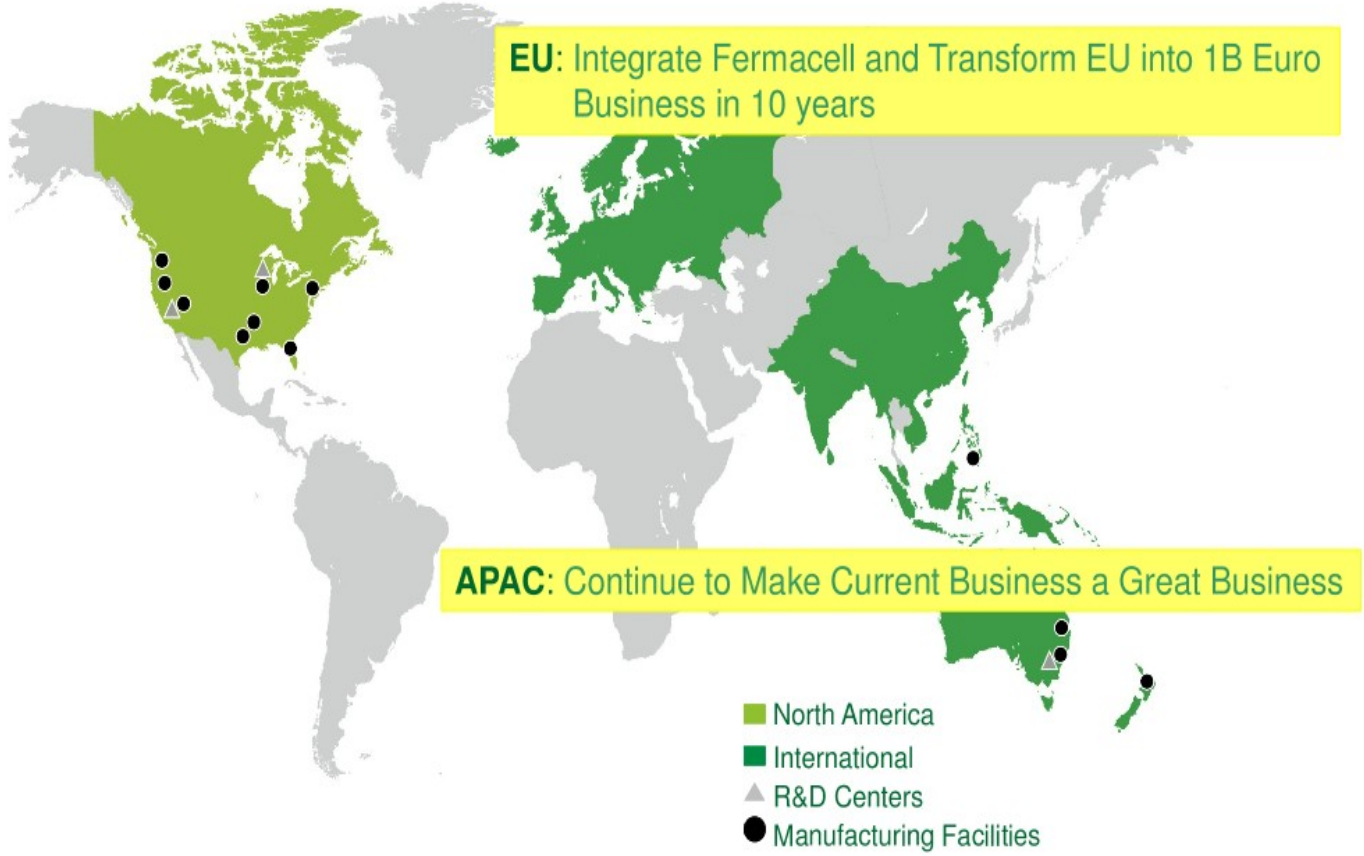 EU: Integrate Fermacell and Transform EU into 1B Euro
Business in 10 years
APAC: Continue to Make Current Business a Great Business
North America
International
R&D Centers
Manufacturing Facilities